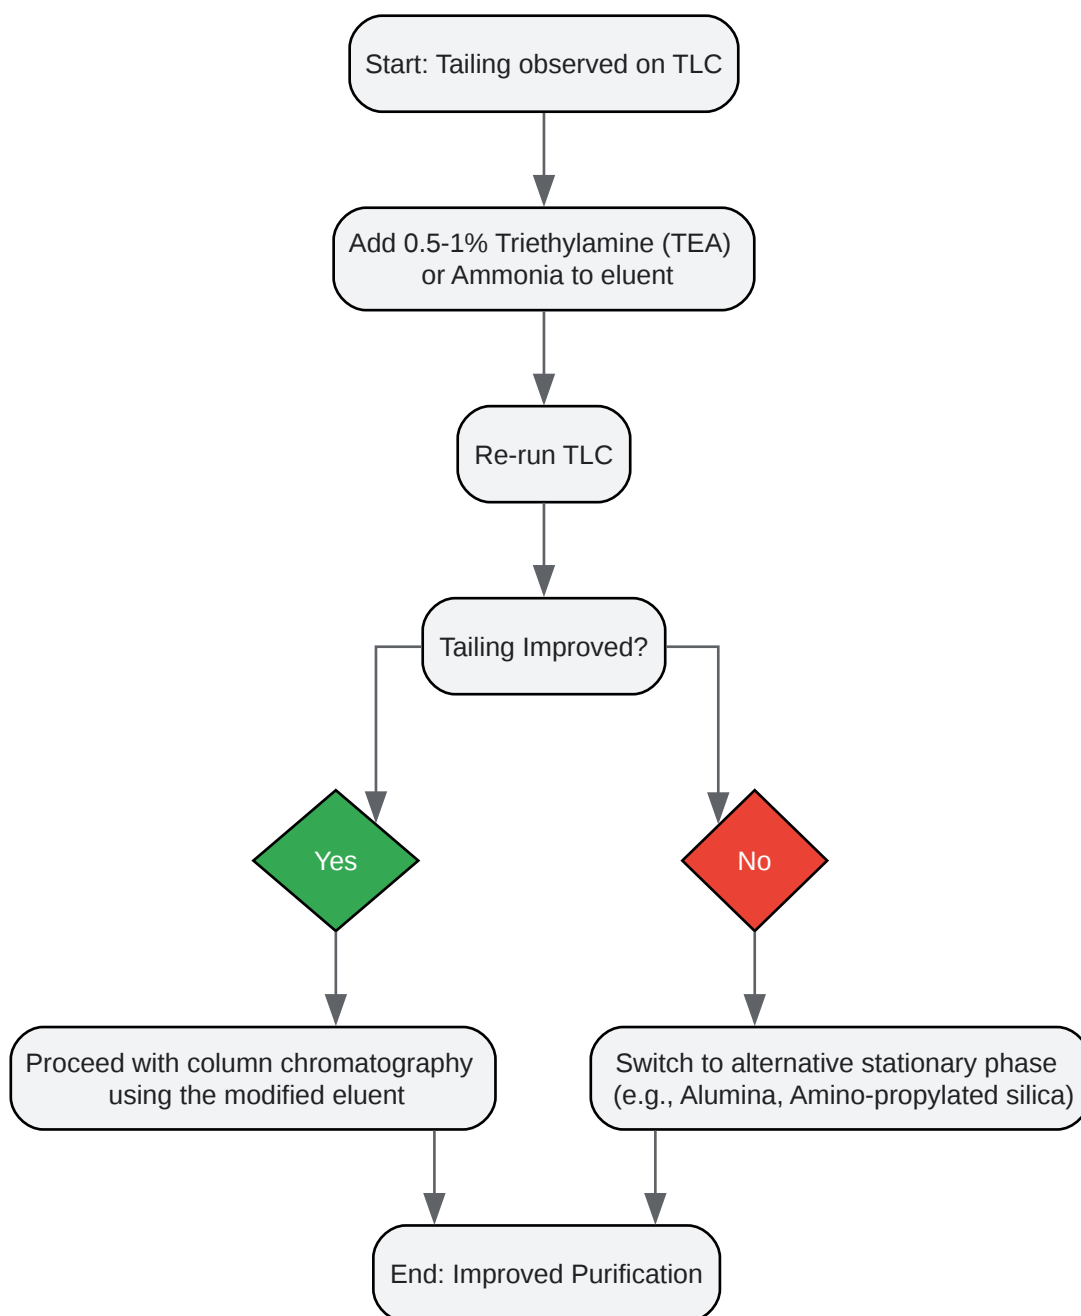 Start: Tailing observed on TLC
Add 0.5-1% Triethylamine (TEA)
or Ammonia to eluent
Re-run TLC
Tailing Improved?
Yes
No
Proceed with column chromatography
using the modified eluent
Switch to alternative stationary phase
(e.g., Alumina, Amino-propylated silica)
End: Improved Purification